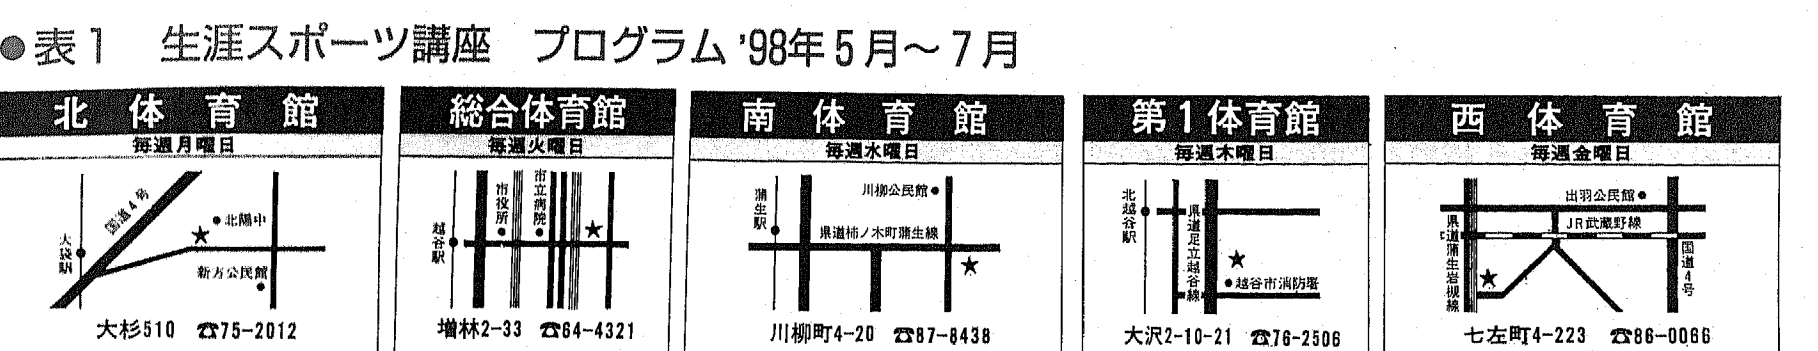 ●表1 生涯スポーツ講座 プログラム '98年5月～7月
北体育館
毎週月曜日
国道4号
北陽中
大袋駅
新方公民館
大杉510 ☎75-2012
総合体育館
毎週火曜日
市役所
市立病院
越谷駅
増林2-33 ☎64-4321
南体育館
毎週水曜日
川柳公民館
蒲生駅
県道柿ノ木町蒲生線
川柳町4-20 ☎87-8438
第1体育館
毎週木曜日
北越谷駅
県道足立越谷線
越谷市消防署
大沢2-10-21 ☎76-2506
西体育館
毎週金曜日
出羽公民館
JR武蔵野線
県道蒲生岩槻線
国道4号
七左町4-223 ☎86-0066